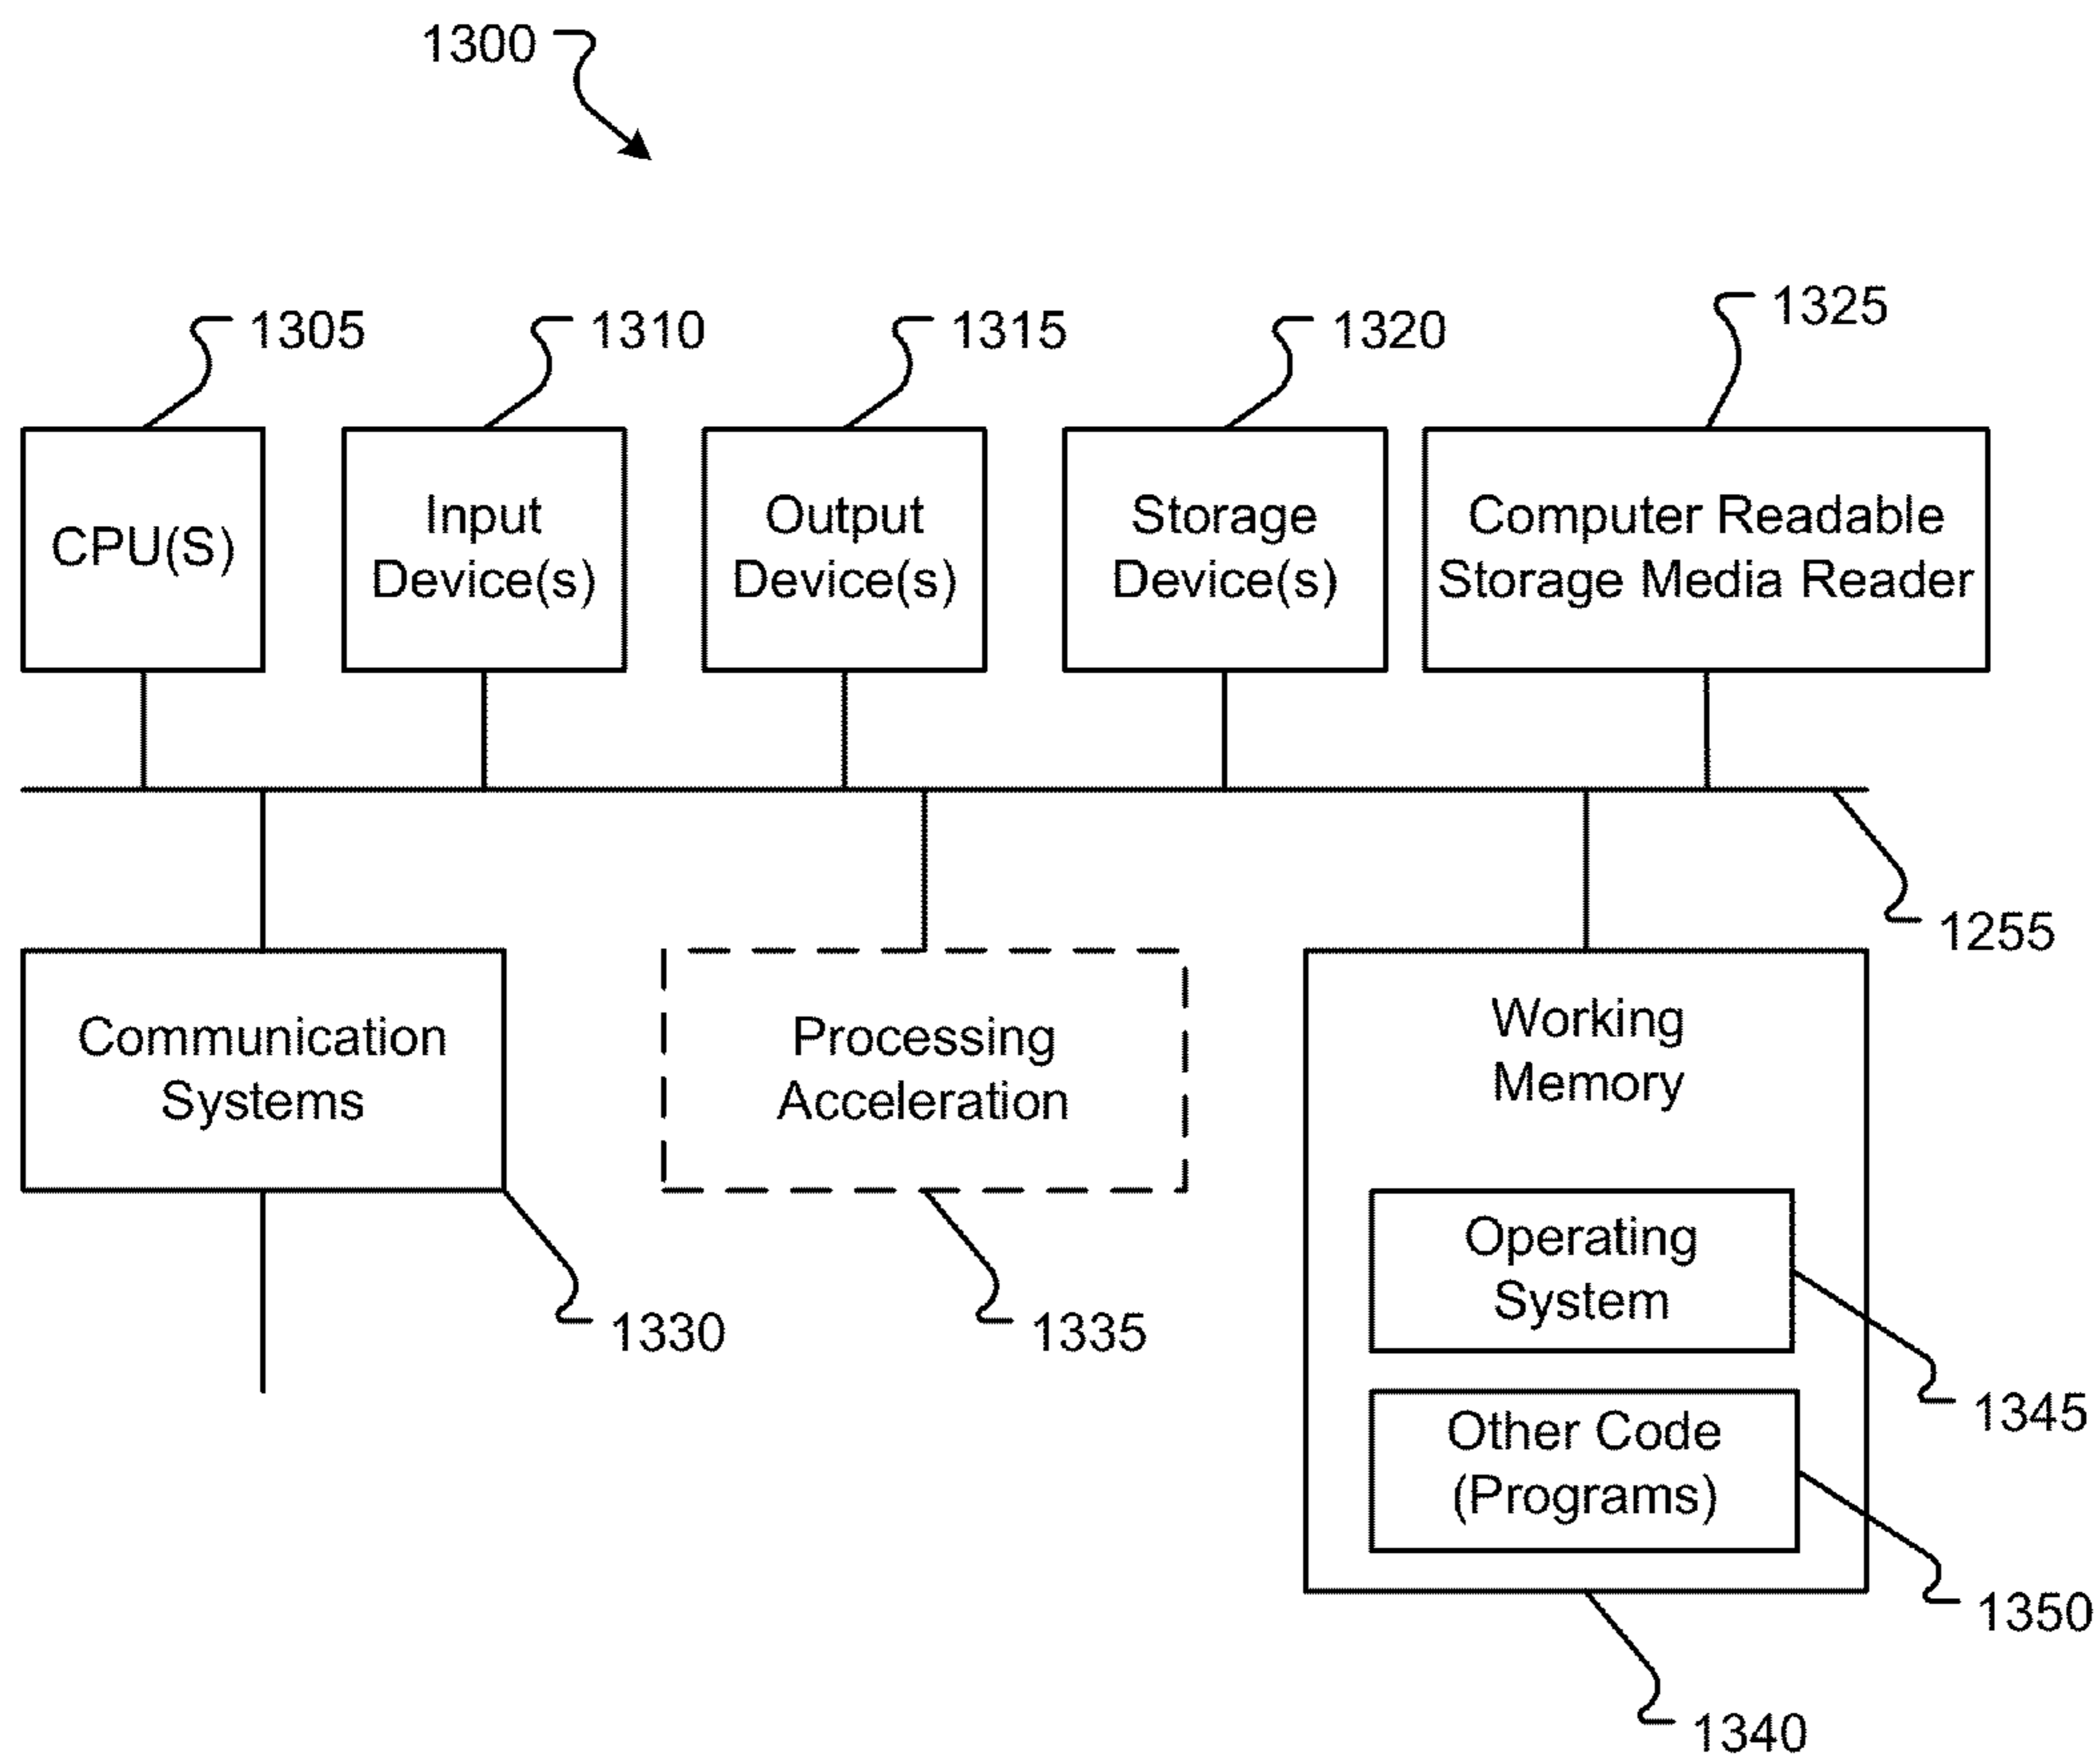 1300
1305
1310
1315
1320
1325
CPU(S)
Input
Device(s)
Output
Device(s)
Storage
Device(s)
Computer Readable
Storage Media Reader
1255
Communication
Systems
Processing
Acceleration
Working
Memory
Operating
System
1330
1335
1345
Other Code
(Programs)
1350
1340